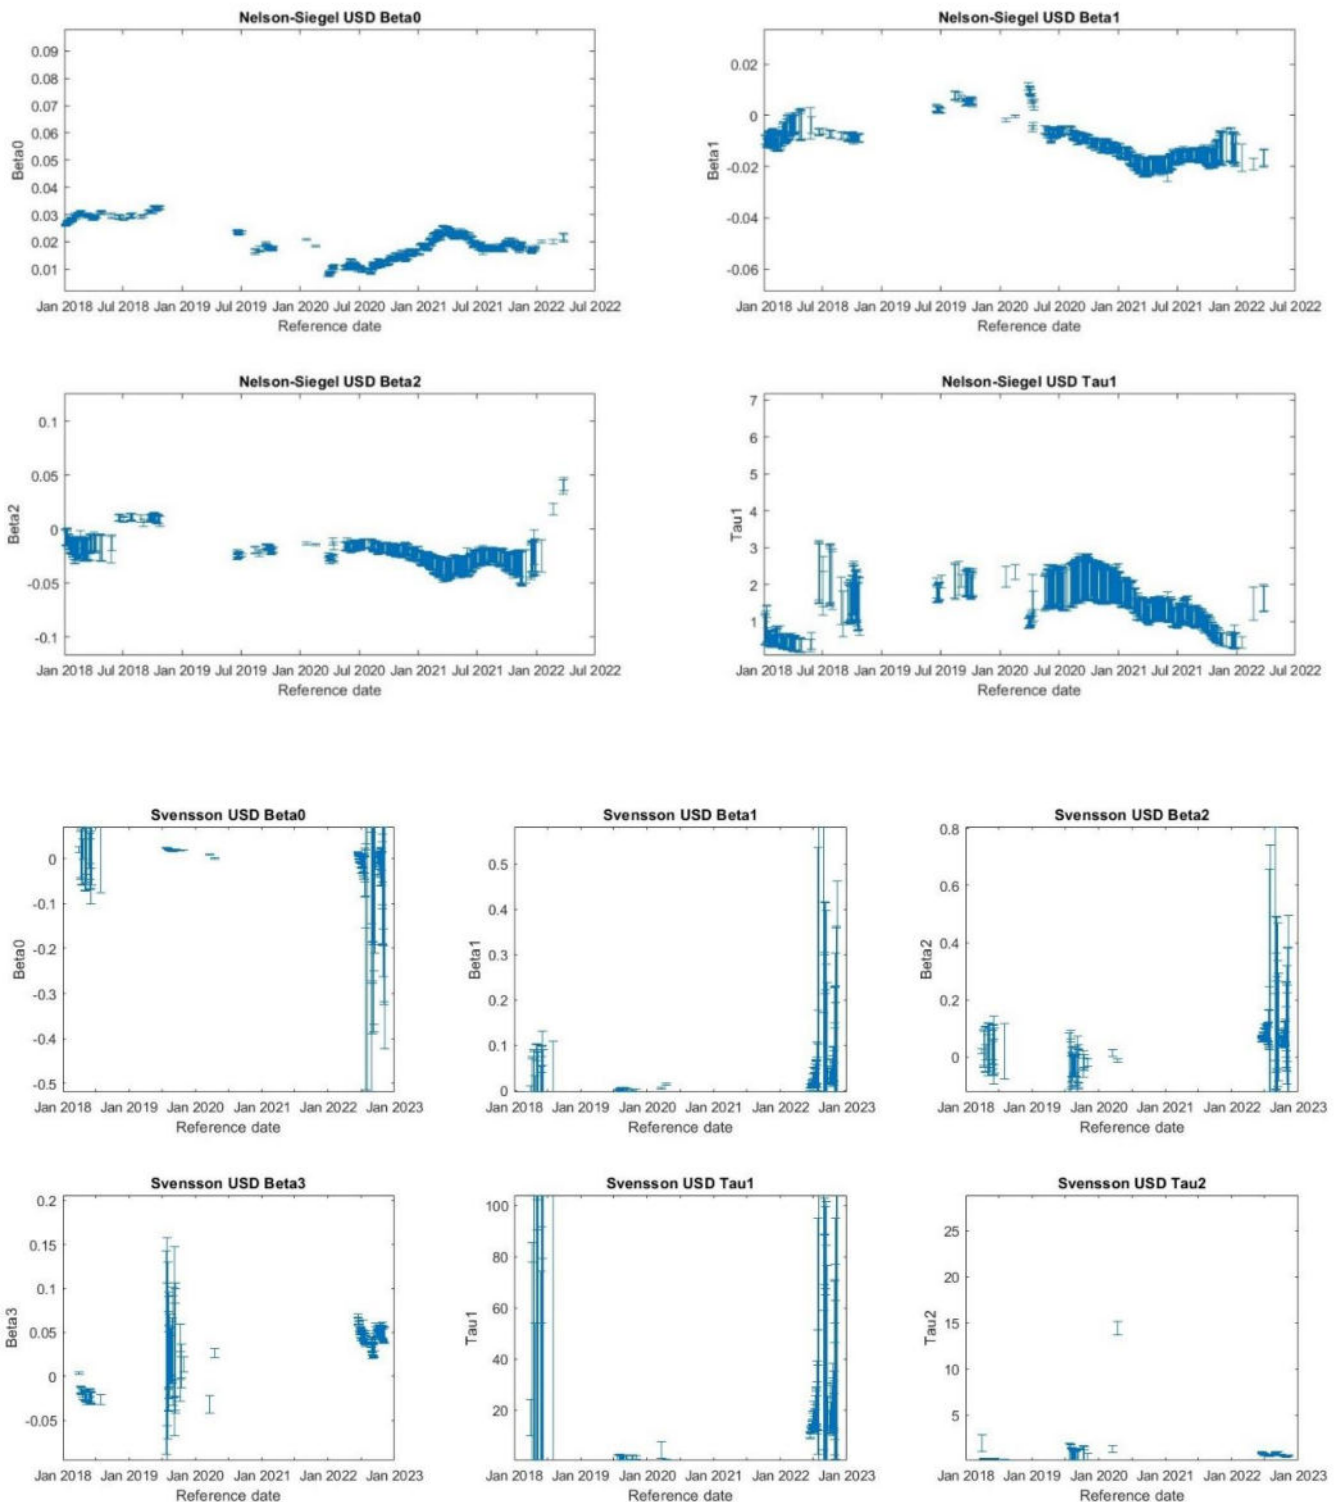 Nelson-Siegel USD Beta0
0.09
0.08
0.07
0.06
0.05
0.04
0.03
0.02
0.01
Beta0
Jan 2018 Jul 2018 Jan 2019 Jul 2019 Jan 2020 Jul 2020 Jan 2021 Jul 2021 Jan 2022 Jul 2022
Reference date
Nelson-Siegel USD Beta1
0.02
0
-0.02
-0.04
-0.06
Beta1
Jan 2018 Jul 2018 Jan 2019 Jul 2019 Jan 2020 Jul 2020 Jan 2021 Jul 2021 Jan 2022 Jul 2022
Reference date
Nelson-Siegel USD Beta2
0.1
0.05
0
-0.05
-0.1
Beta2
Jan 2018 Jul 2018 Jan 2019 Jul 2019 Jan 2020 Jul 2020 Jan 2021 Jul 2021 Jan 2022 Jul 2022
Reference date
Nelson-Siegel USD Tau1
7
6
5
4
3
2
1
Tau1
Jan 2018 Jul 2018 Jan 2019 Jul 2019 Jan 2020 Jul 2020 Jan 2021 Jul 2021 Jan 2022 Jul 2022
Reference date
Svensson USD Beta0
0
-0.1
-0.2
-0.3
-0.4
-0.5
Beta0
Jan 2018 Jan 2019 Jan 2020 Jan 2021 Jan 2022 Jan 2023
Reference date
Svensson USD Beta1
0.5
0.4
0.3
0.2
0.1
0
Beta1
Jan 2018 Jan 2019 Jan 2020 Jan 2021 Jan 2022 Jan 2023
Reference date
Svensson USD Beta2
0.8
0.6
0.4
0.2
0
Beta2
Jan 2018 Jan 2019 Jan 2020 Jan 2021 Jan 2022 Jan 2023
Reference date
Svensson USD Beta3
0.2
0.15
0.1
0.05
0
-0.05
Beta3
Jan 2018 Jan 2019 Jan 2020 Jan 2021 Jan 2022 Jan 2023
Reference date
Svensson USD Tau1
100
80
60
40
20
Tau1
Jan 2018 Jan 2019 Jan 2020 Jan 2021 Jan 2022 Jan 2023
Reference date
Svensson USD Tau2
25
20
15
10
5
Tau2
Jan 2018 Jan 2019 Jan 2020 Jan 2021 Jan 2022 Jan 2023
Reference date